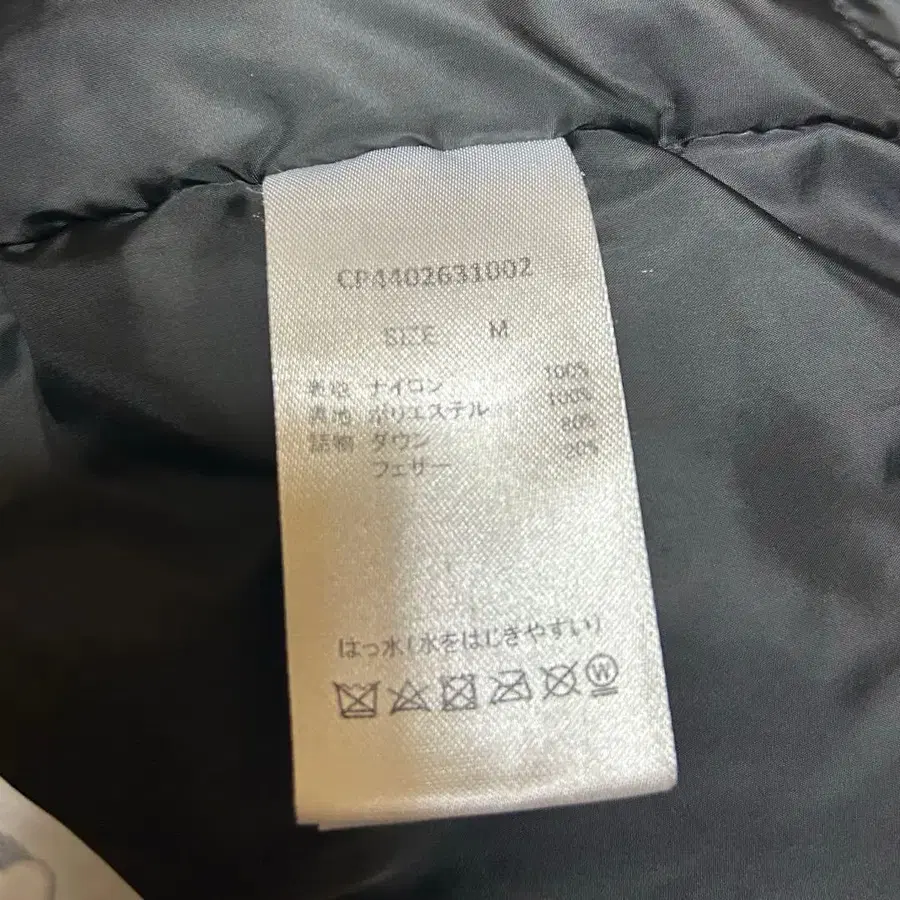 CP4402631002
SIZE M
表地 ナイロン 100%
裏地 ポリエステル 100%
詰物 ダウン 80%
フェザー 20%
はっ水(水をはじきやすい)
W